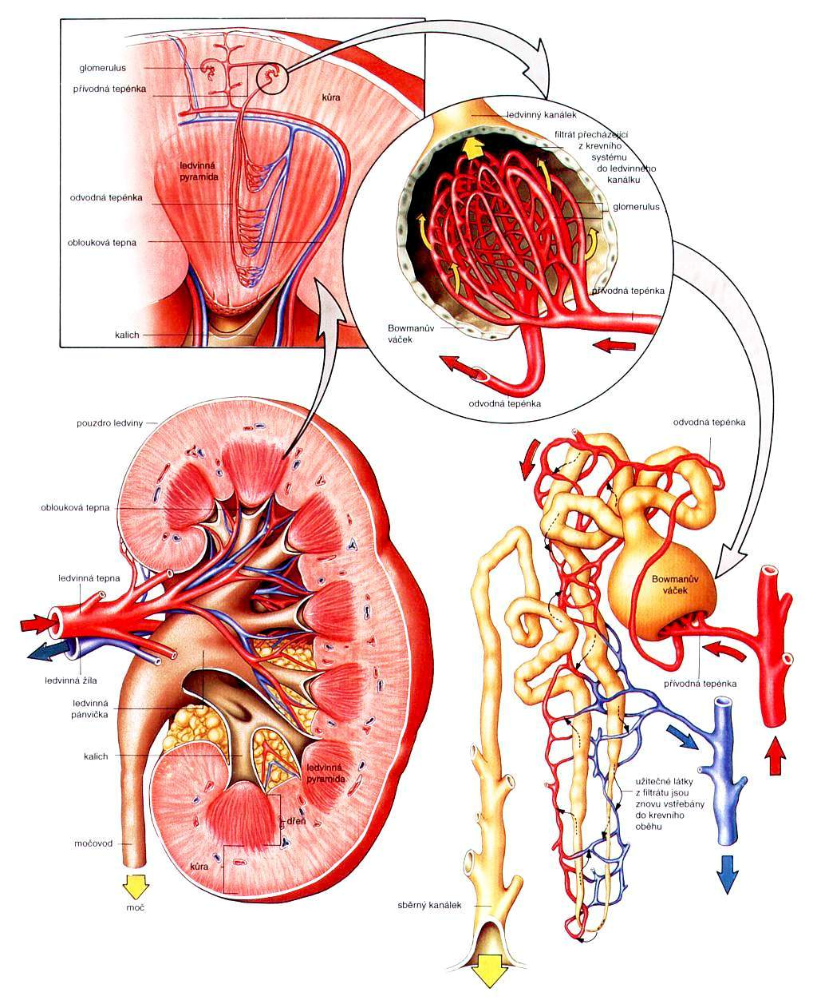 glomerulus
přívodná tepénka
kůra
ledvinná
pyramida
odvodná tepénka
oblouková tepna
kalich
ledvinný kanálek
filtrát přecházející
z krevního
systému
do ledvinného
kanálku
glomerulus
přívodná tepénka
Bowmanův
váček
odvodná tepénka
pouzdro ledviny
oblouková tepna
ledvinná tepna
ledvinná žíla
ledvinná
pánvička
kalich
ledvinná
pyramida
dřeň
močovod
kůra
moč
odvodná tepénka
Bowmanův
váček
přívodná tepénka
užitečné látky
z filtrátu jsou
znovu vstřebány
do krevního
oběhu
sběrný kanálek